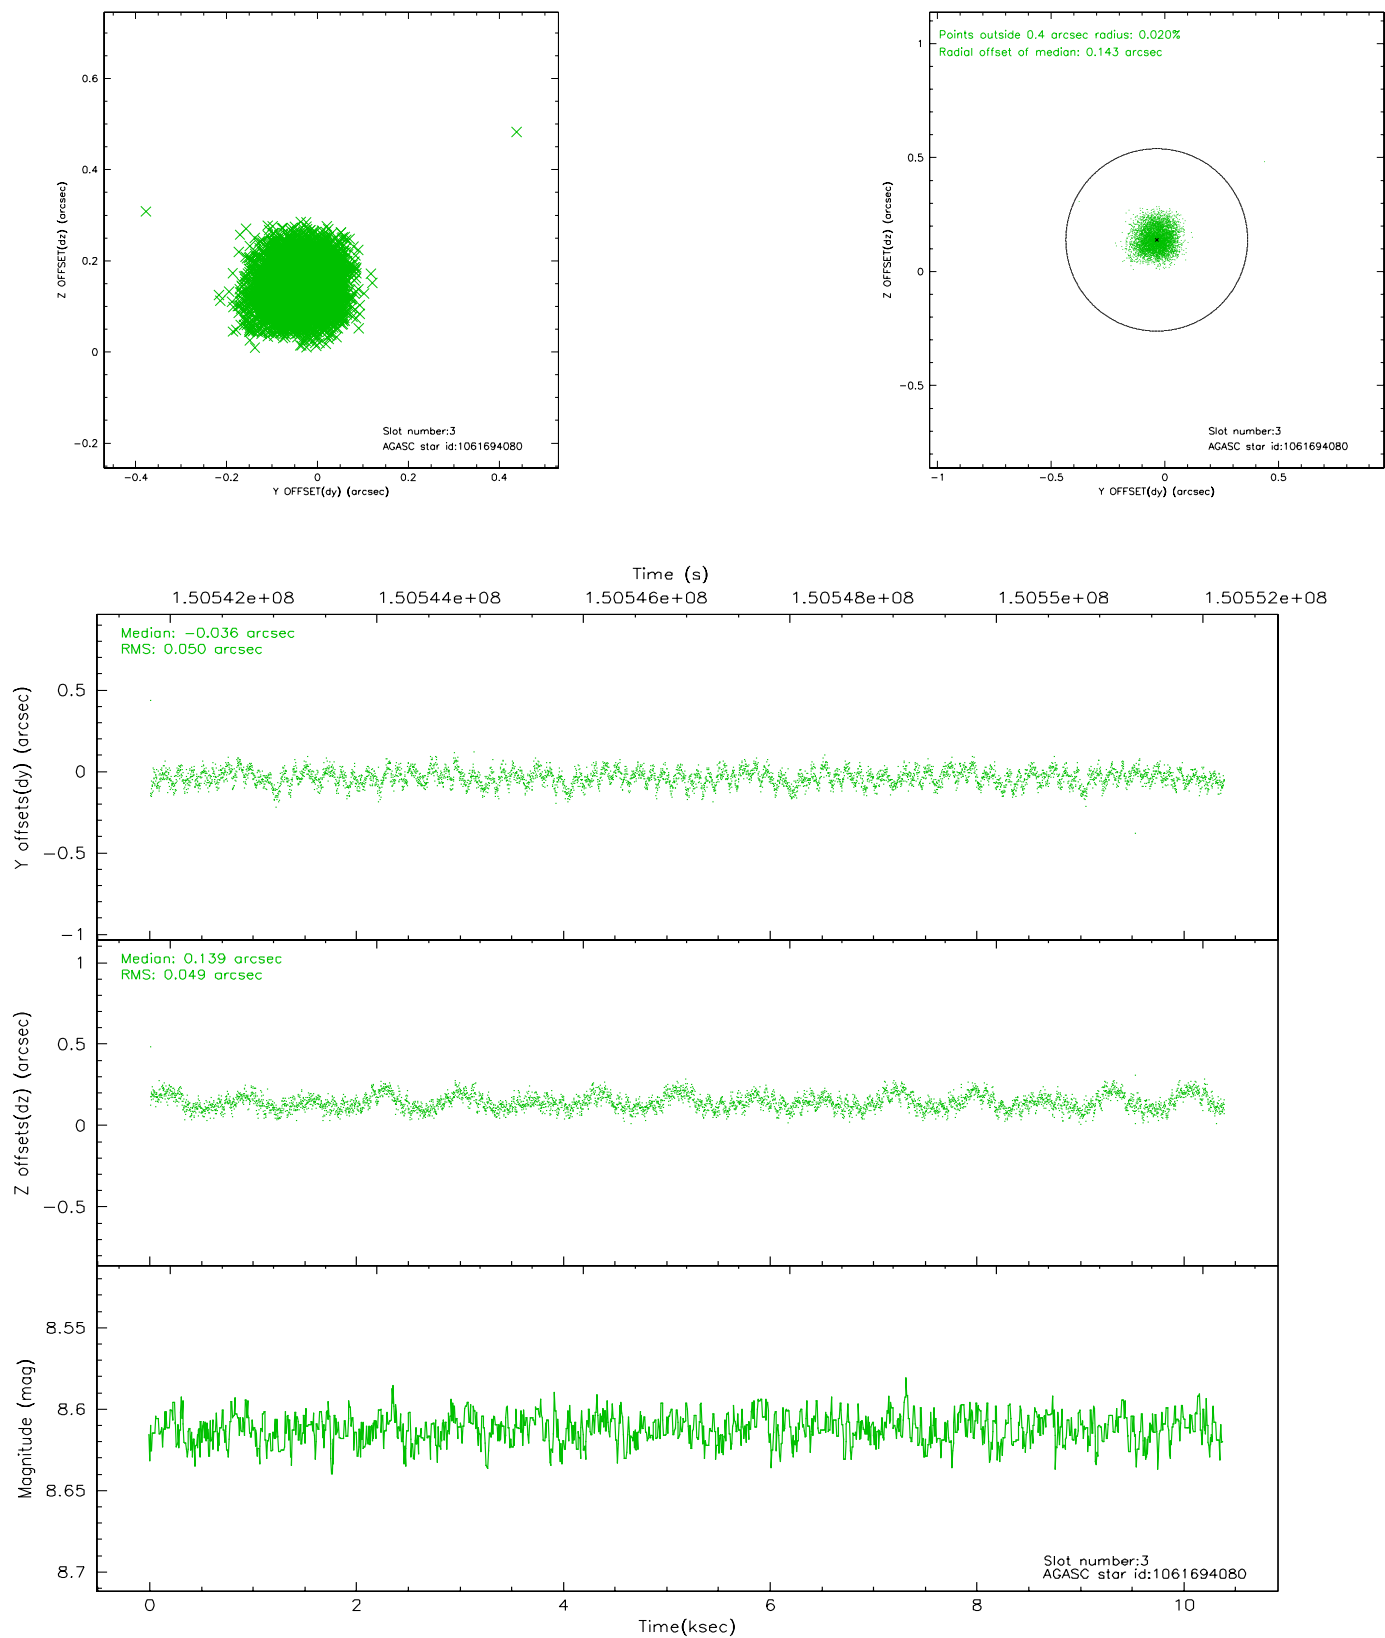 0.6
0.4
0.2
0
-0.2
Z OFFSET(dz) (arcsec)
Slot number:3
AGASC star id:1061694080
-0.4 -0.2 0 0.2 0.4
Y OFFSET(dy) (arcsec)
Points outside 0.4 arcsec radius: 0.020%
Radial offset of median: 0.143 arcsec
1
0.5
0
-0.5
Z OFFSET(dz) (arcsec)
Slot number:3
AGASC star id:1061694080
-1 -0.5 0 0.5
Y OFFSET(dy) (arcsec)
Time (s)
1.50542e+08 1.50544e+08 1.50546e+08 1.50548e+08 1.5055e+08 1.50552e+08
Median: -0.036 arcsec
RMS: 0.050 arcsec
0.5
0
-0.5
-1
Y offsets(dy) (arcsec)
Median: 0.139 arcsec
RMS: 0.049 arcsec
1
0.5
0
-0.5
Z offsets(dz) (arcsec)
8.55
8.6
8.65
8.7
Magnitude (mag)
Slot number:3
AGASC star id:1061694080
0 2 4 6 8 10
Time(ksec)